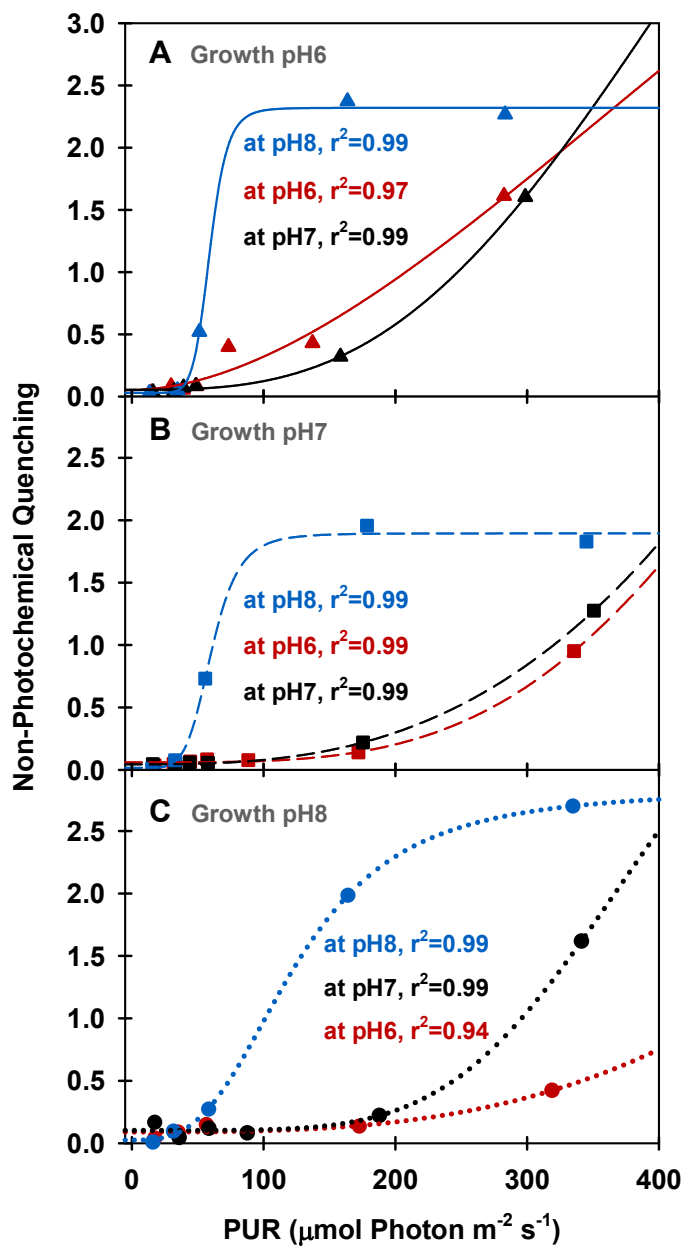 Non-Photochemical Quenching
3.0
A Growth pH6
2.5
at pH8, r²=0.99
2.0
at pH6, r²=0.97
1.5
at pH7, r²=0.99
1.0
0.5
0.0
B Growth pH7
2.5
2.0
1.5
at pH8, r²=0.99
at pH6, r²=0.99
1.0
at pH7, r²=0.99
0.5
0.0
C Growth pH8
2.5
2.0
at pH8, r²=0.99
1.5
at pH7, r²=0.99
1.0
at pH6, r²=0.94
0.5
0.0
0 100 200 300 400
PUR (μmol Photon m⁻² s⁻¹)